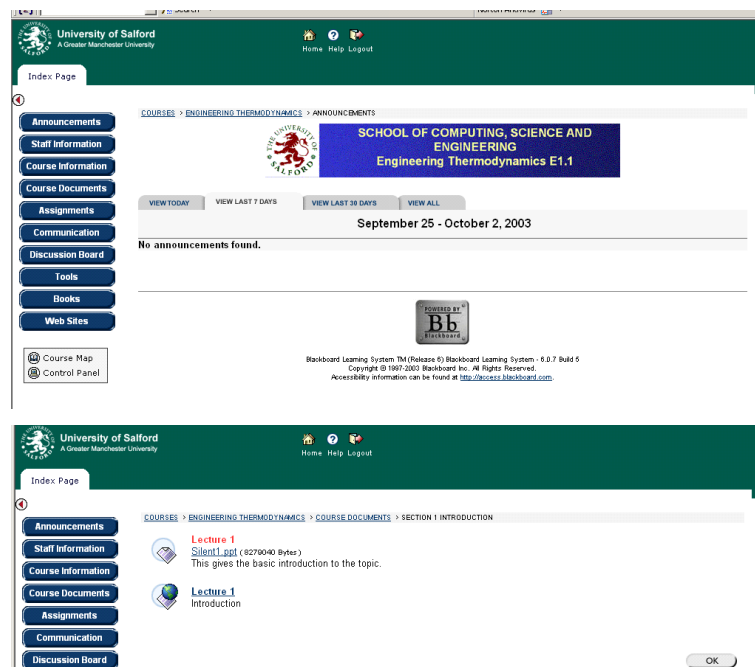 Search
Norton AntiVirus
University of Salford
A Greater Manchester University
Home Help Logout
Index Page
COURSES > ENGINEERING THERMODYNAMICS > ANNOUNCEMENTS
Announcements
Staff Information
Course Information
Course Documents
Assignments
Communication
Discussion Board
Tools
Books
Web Sites
Course Map
Control Panel
UNIVERSITY OF SALFORD
SCHOOL OF COMPUTING, SCIENCE AND
ENGINEERING
Engineering Thermodynamics E1.1
VIEW TODAY VIEW LAST 7 DAYS VIEW LAST 30 DAYS VIEW ALL
September 25 - October 2, 2003
No announcements found.
POWERED BY
Bb
Blackboard
Blackboard Learning System TM (Release 6) Blackboard Learning System - 6.0.7 Build 5
Copyright © 1997-2003 Blackboard Inc. All Rights Reserved.
Accessibility information can be found at http://access.blackboard.com.
University of Salford
A Greater Manchester University
Home Help Logout
Index Page
COURSES > ENGINEERING THERMODYNAMICS > COURSE DOCUMENTS > SECTION 1 INTRODUCTION
Announcements
Staff Information
Course Information
Course Documents
Assignments
Communication
Discussion Board
Lecture 1
Silent1.ppt (8279040 Bytes)
This gives the basic introduction to the topic.
Lecture 1
Introduction
OK